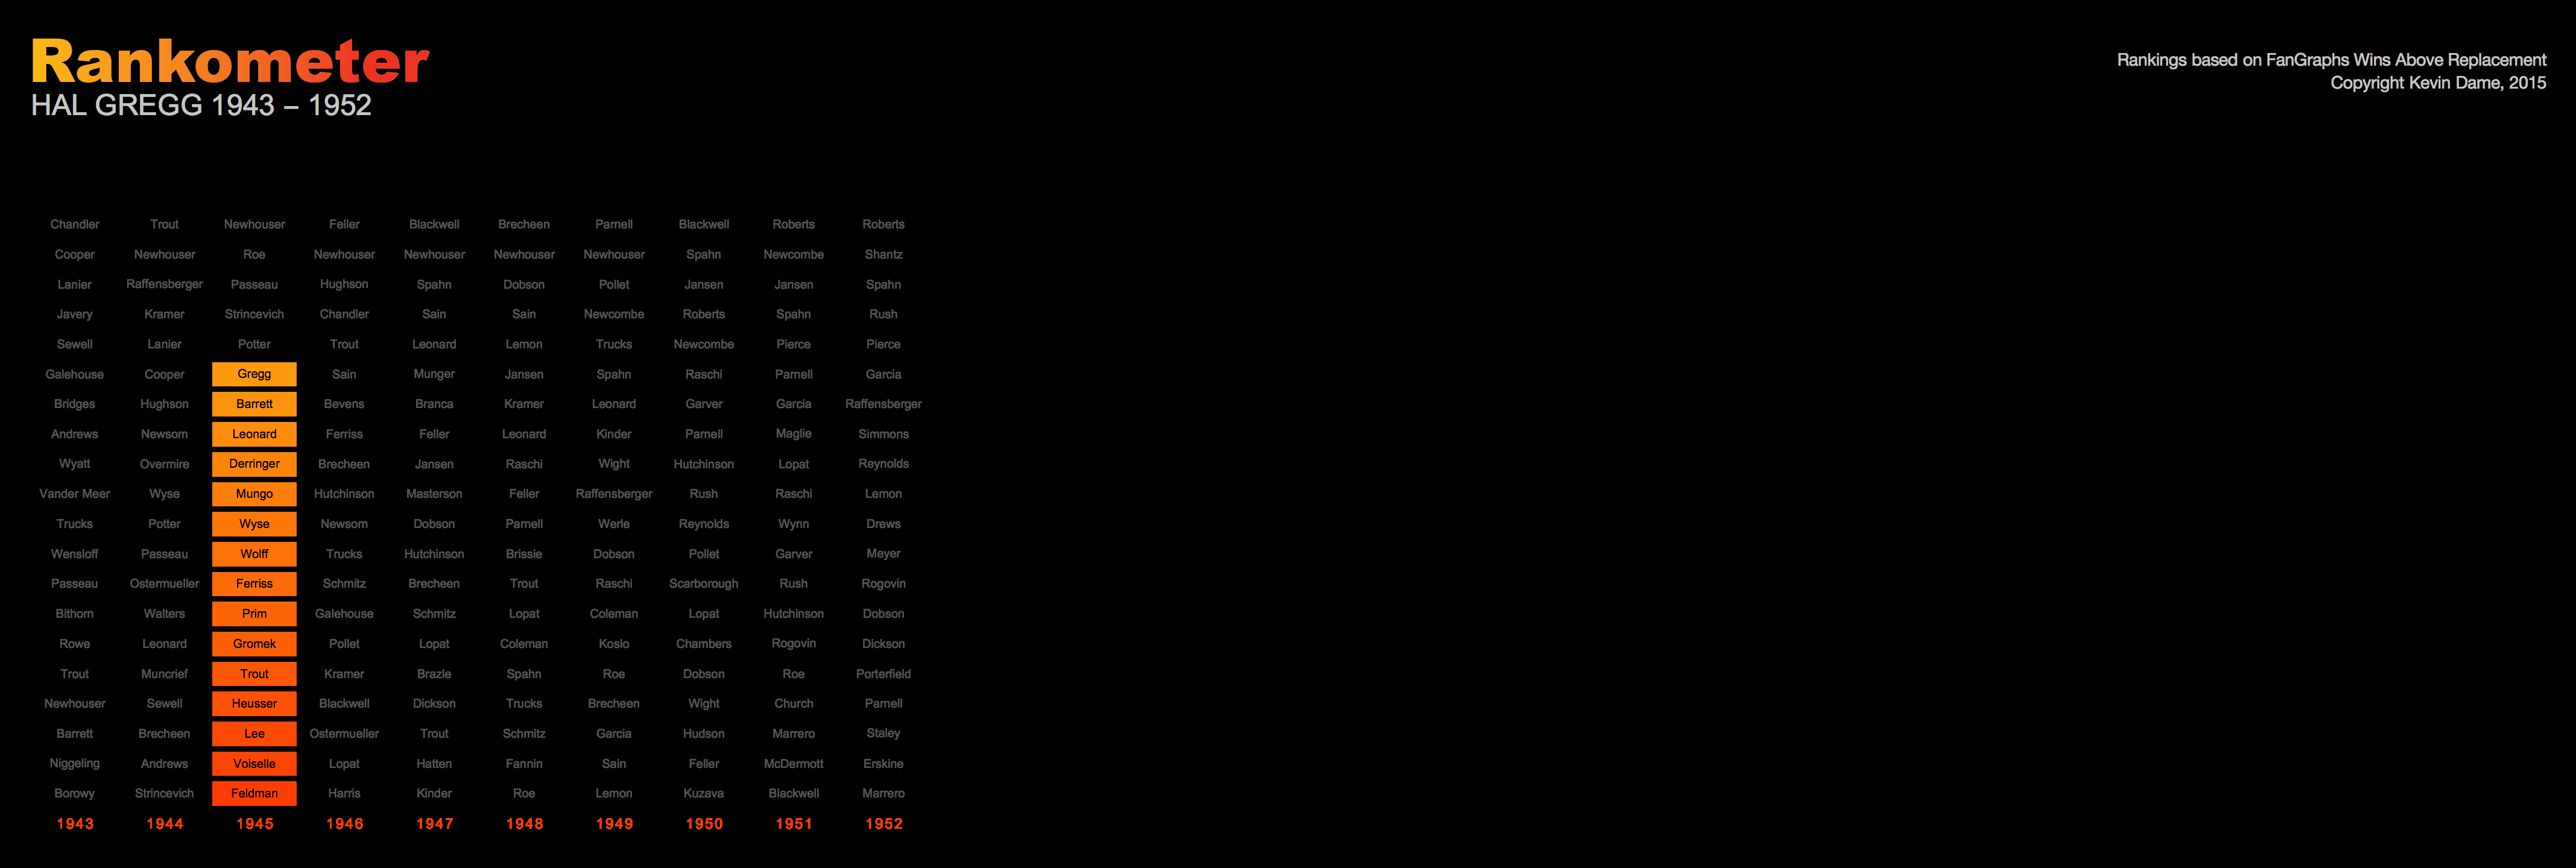 Rankometer
HAL GREGG 1943 – 1952
Rankings based on FanGraphs Wins Above Replacement
Copyright Kevin Dame, 2015
Chandler Trout Newhouser Feller Blackwell Brecheen Parnell Blackwell Roberts Roberts
Cooper Newhouser Roe Newhouser Newhouser Newhouser Newhouser Spahn Newcombe Shantz
Lanier Raffensberger Passeau Hughson Spahn Dobson Pollet Jansen Jansen Spahn
Javery Kramer Strincevich Chandler Sain Sain Newcombe Roberts Spahn Rush
Sewell Lanier Potter Trout Leonard Lemon Trucks Newcombe Pierce Pierce
Galehouse Cooper Gregg Sain Munger Jansen Spahn Raschi Parnell Garcia
Bridges Hughson Barrett Bevens Branca Kramer Leonard Garver Garcia Raffensberger
Andrews Newsom Leonard Ferriss Feller Leonard Kinder Parnell Maglie Simmons
Wyatt Overmire Derringer Brecheen Jansen Raschi Wight Hutchinson Lopat Reynolds
Vander Meer Wyse Mungo Hutchinson Masterson Feller Raffensberger Rush Raschi Lemon
Trucks Potter Wyse Newsom Dobson Parnell Werle Reynolds Wynn Drews
Wensloff Passeau Wolff Trucks Hutchinson Brissie Dobson Pollet Garver Meyer
Passeau Ostermueller Ferriss Schmitz Brecheen Trout Raschi Scarborough Rush Rogovin
Bithorn Walters Prim Galehouse Schmitz Lopat Coleman Lopat Hutchinson Dobson
Rowe Leonard Gromek Pollet Lopat Coleman Koslo Chambers Rogovin Dickson
Trout Muncrief Trout Kramer Brazle Spahn Roe Dobson Roe Porterfield
Newhouser Sewell Heusser Blackwell Dickson Trucks Brecheen Wight Church Parnell
Barrett Brecheen Lee Ostermueller Trout Schmitz Garcia Hudson Marrero Staley
Niggeling Andrews Voiselle Lopat Hatten Fannin Sain Feller McDermott Erskine
Borowy Strincevich Feldman Harris Kinder Roe Lemon Kuzava Blackwell Marrero
1943 1944 1945 1946 1947 1948 1949 1950 1951 1952